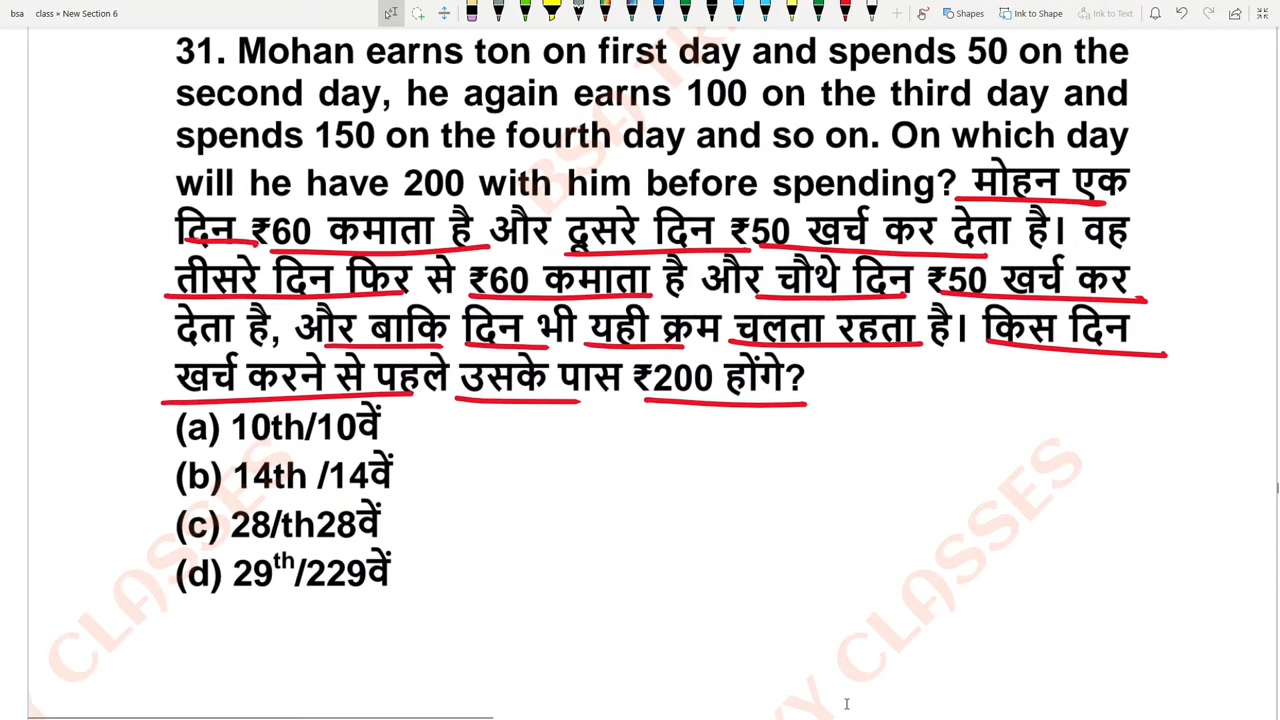 bsa class » New Section 6
Shapes Ink to Shape Ink to Text
31. Mohan earns ton on first day and spends 50 on the
second day, he again earns 100 on the third day and
spends 150 on the fourth day and so on. On which day
will he have 200 with him before spending? मोहन एक
दिन ₹60 कमाता है और दूसरे दिन ₹50 खर्च कर देता है। वह
तीसरे दिन फिर से ₹60 कमाता है और चौथे दिन ₹50 खर्च कर
देता है, और बाकि दिन भी यही क्रम चलता रहता है। किस दिन
खर्च करने से पहले उसके पास ₹200 होंगे?
(a) 10th/10वें
(b) 14th /14वें
(c) 28/th28वें
(d) 29th/229वें